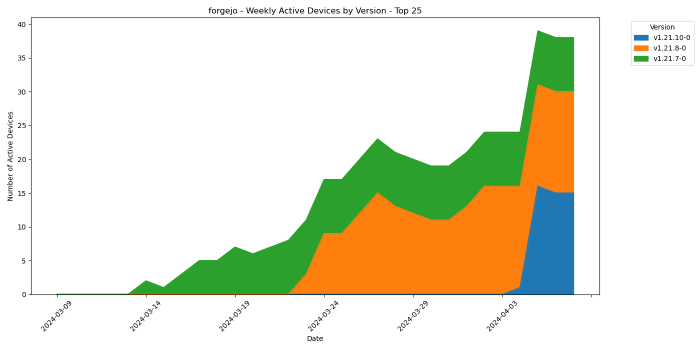 forgejo - Weekly Active Devices by Version - Top 25
Version
v1.21.10-0
v1.21.8-0
v1.21.7-0
Number of Active Devices
40
35
30
25
20
15
10
5
0
2024-03-09
2024-03-14
2024-03-19
2024-03-24
2024-03-29
2024-04-03
Date